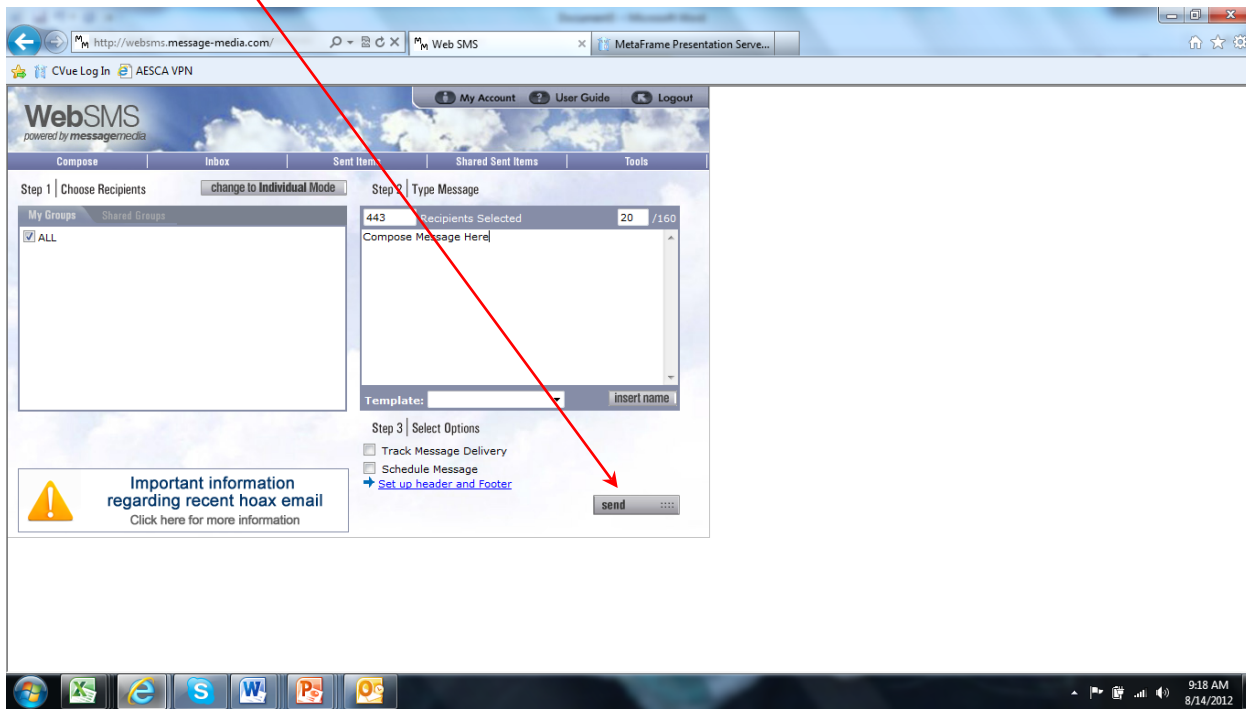 Document1 - Microsoft Word
http://websms.message-media.com/
Web SMS
MetaFrame Presentation Serve...
CVue Log In AESCA VPN
WebSMS
powered by messagemedia
My Account User Guide Logout
Compose Inbox Sent Items Shared Sent Items Tools
Step 1 Choose Recipients change to Individual Mode Step 2 Type Message
My Groups Shared Groups
443 Recipients Selected 20 /160
ALL
Compose Message Here
Template: insert name
Step 3 Select Options
Track Message Delivery
Schedule Message
Set up header and Footer
Important information
regarding recent hoax email
Click here for more information
send
9:18 AM
8/14/2012